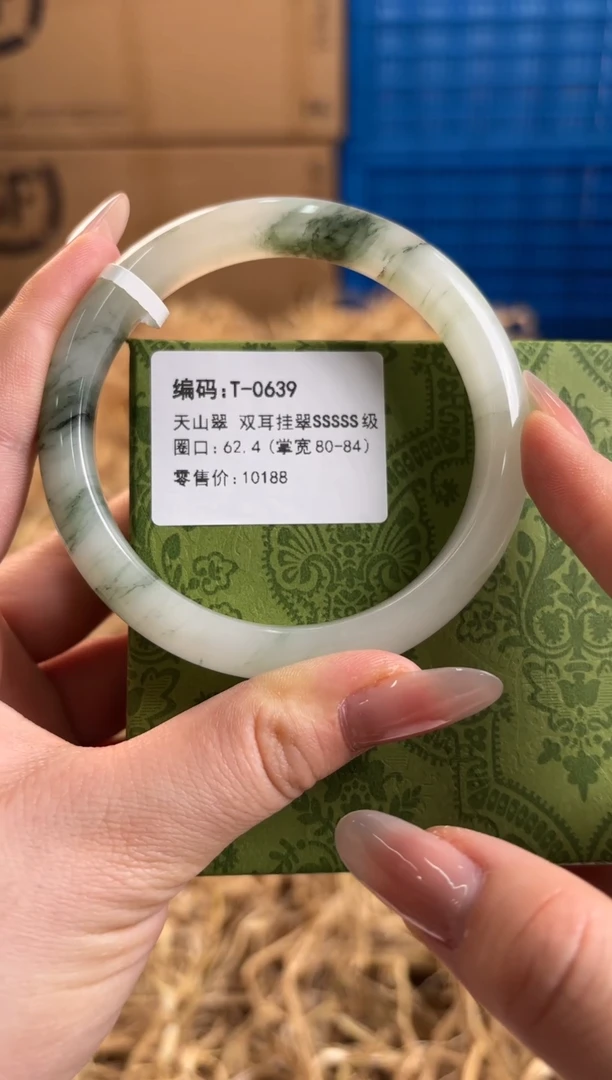 编码:T-0639
天山翠 双耳挂翠SSSSS级
圈口:62.4(掌宽80-84)
零售价:10188